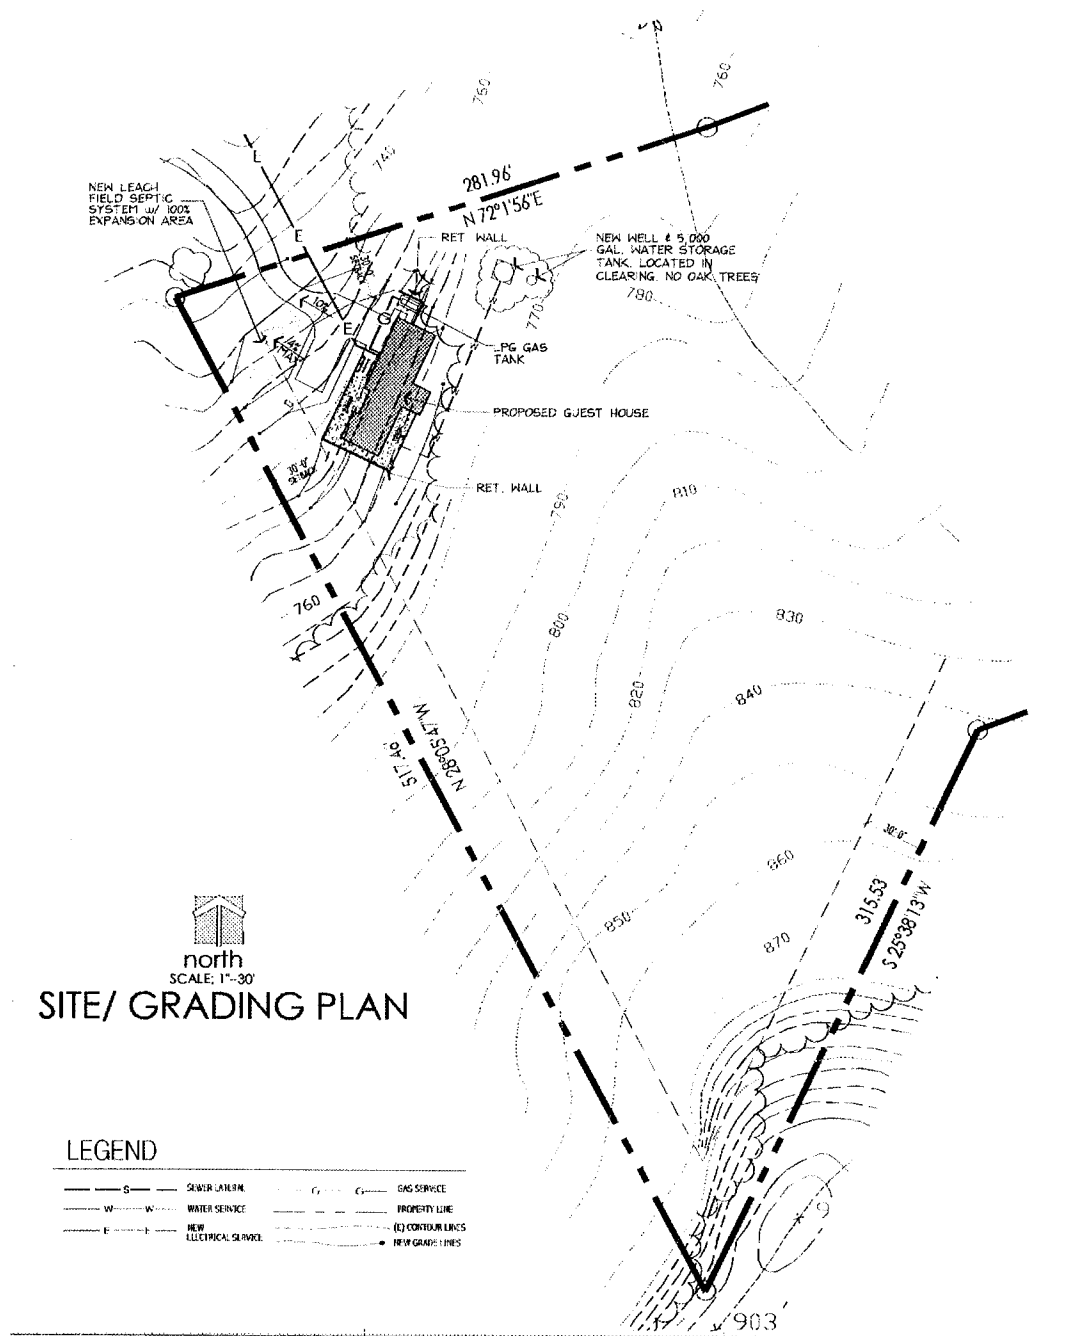 760
760
740
L
281.96'
N 72°1'56"E
NEW LEACH
FIELD SEPTIC
SYSTEM w/ 100%
EXPANSION AREA
E
RET WALL
NEW WELL & 5,000
GAL. WATER STORAGE
TANK. LOCATED IN
CLEARING. NO OAK TREES
780
770
10%
G
E
LPG GAS
TANK
PROPOSED GUEST HOUSE
30'-0"
RET. WALL
790
810
760
800
830
820
840
N 28°05'47"W
517.46'
30'-0"
860
315.53'
S 25°38'13"W
850
870
north
SCALE: 1"=30'
SITE/ GRADING PLAN
LEGEND
S SEWER LATERAL
G G GAS SERVICE
W W WATER SERVICE
PROPERTY LINE
E E NEW
ELECTRICAL SERVICE
(E) CONTOUR LINES
NEW GRADE LINES
903